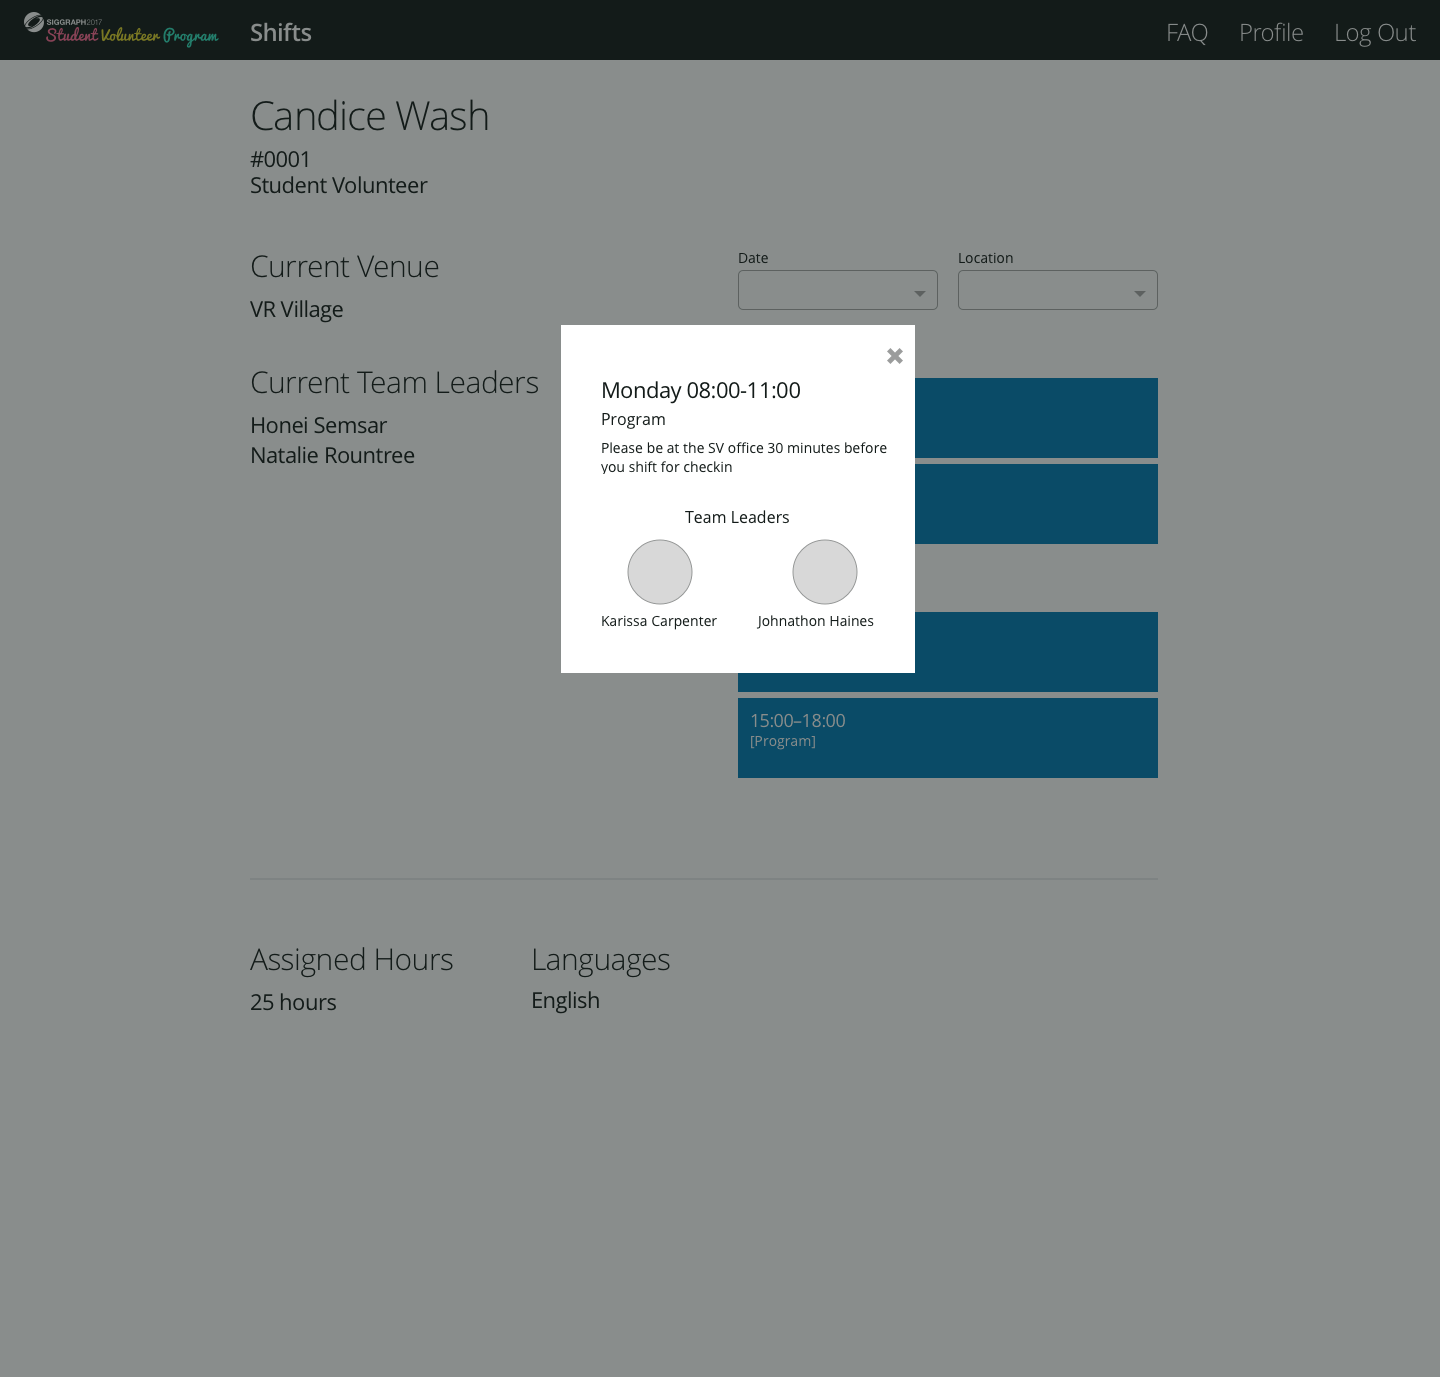 SIGGRAPH2017
Student Volunteer Program
Shifts
FAQ
Profile
Log Out
Candice Wash
#0001
Student Volunteer
Current Venue
VR Village
Current Team Leaders
Honei Semsar
Natalie Rountree
Date
Location
Monday 08:00-11:00
Program
Please be at the SV office 30 minutes before
you shift for checkin
Team Leaders
Karissa Carpenter
Johnathon Haines
15:00–18:00
[Program]
Assigned Hours
25 hours
Languages
English